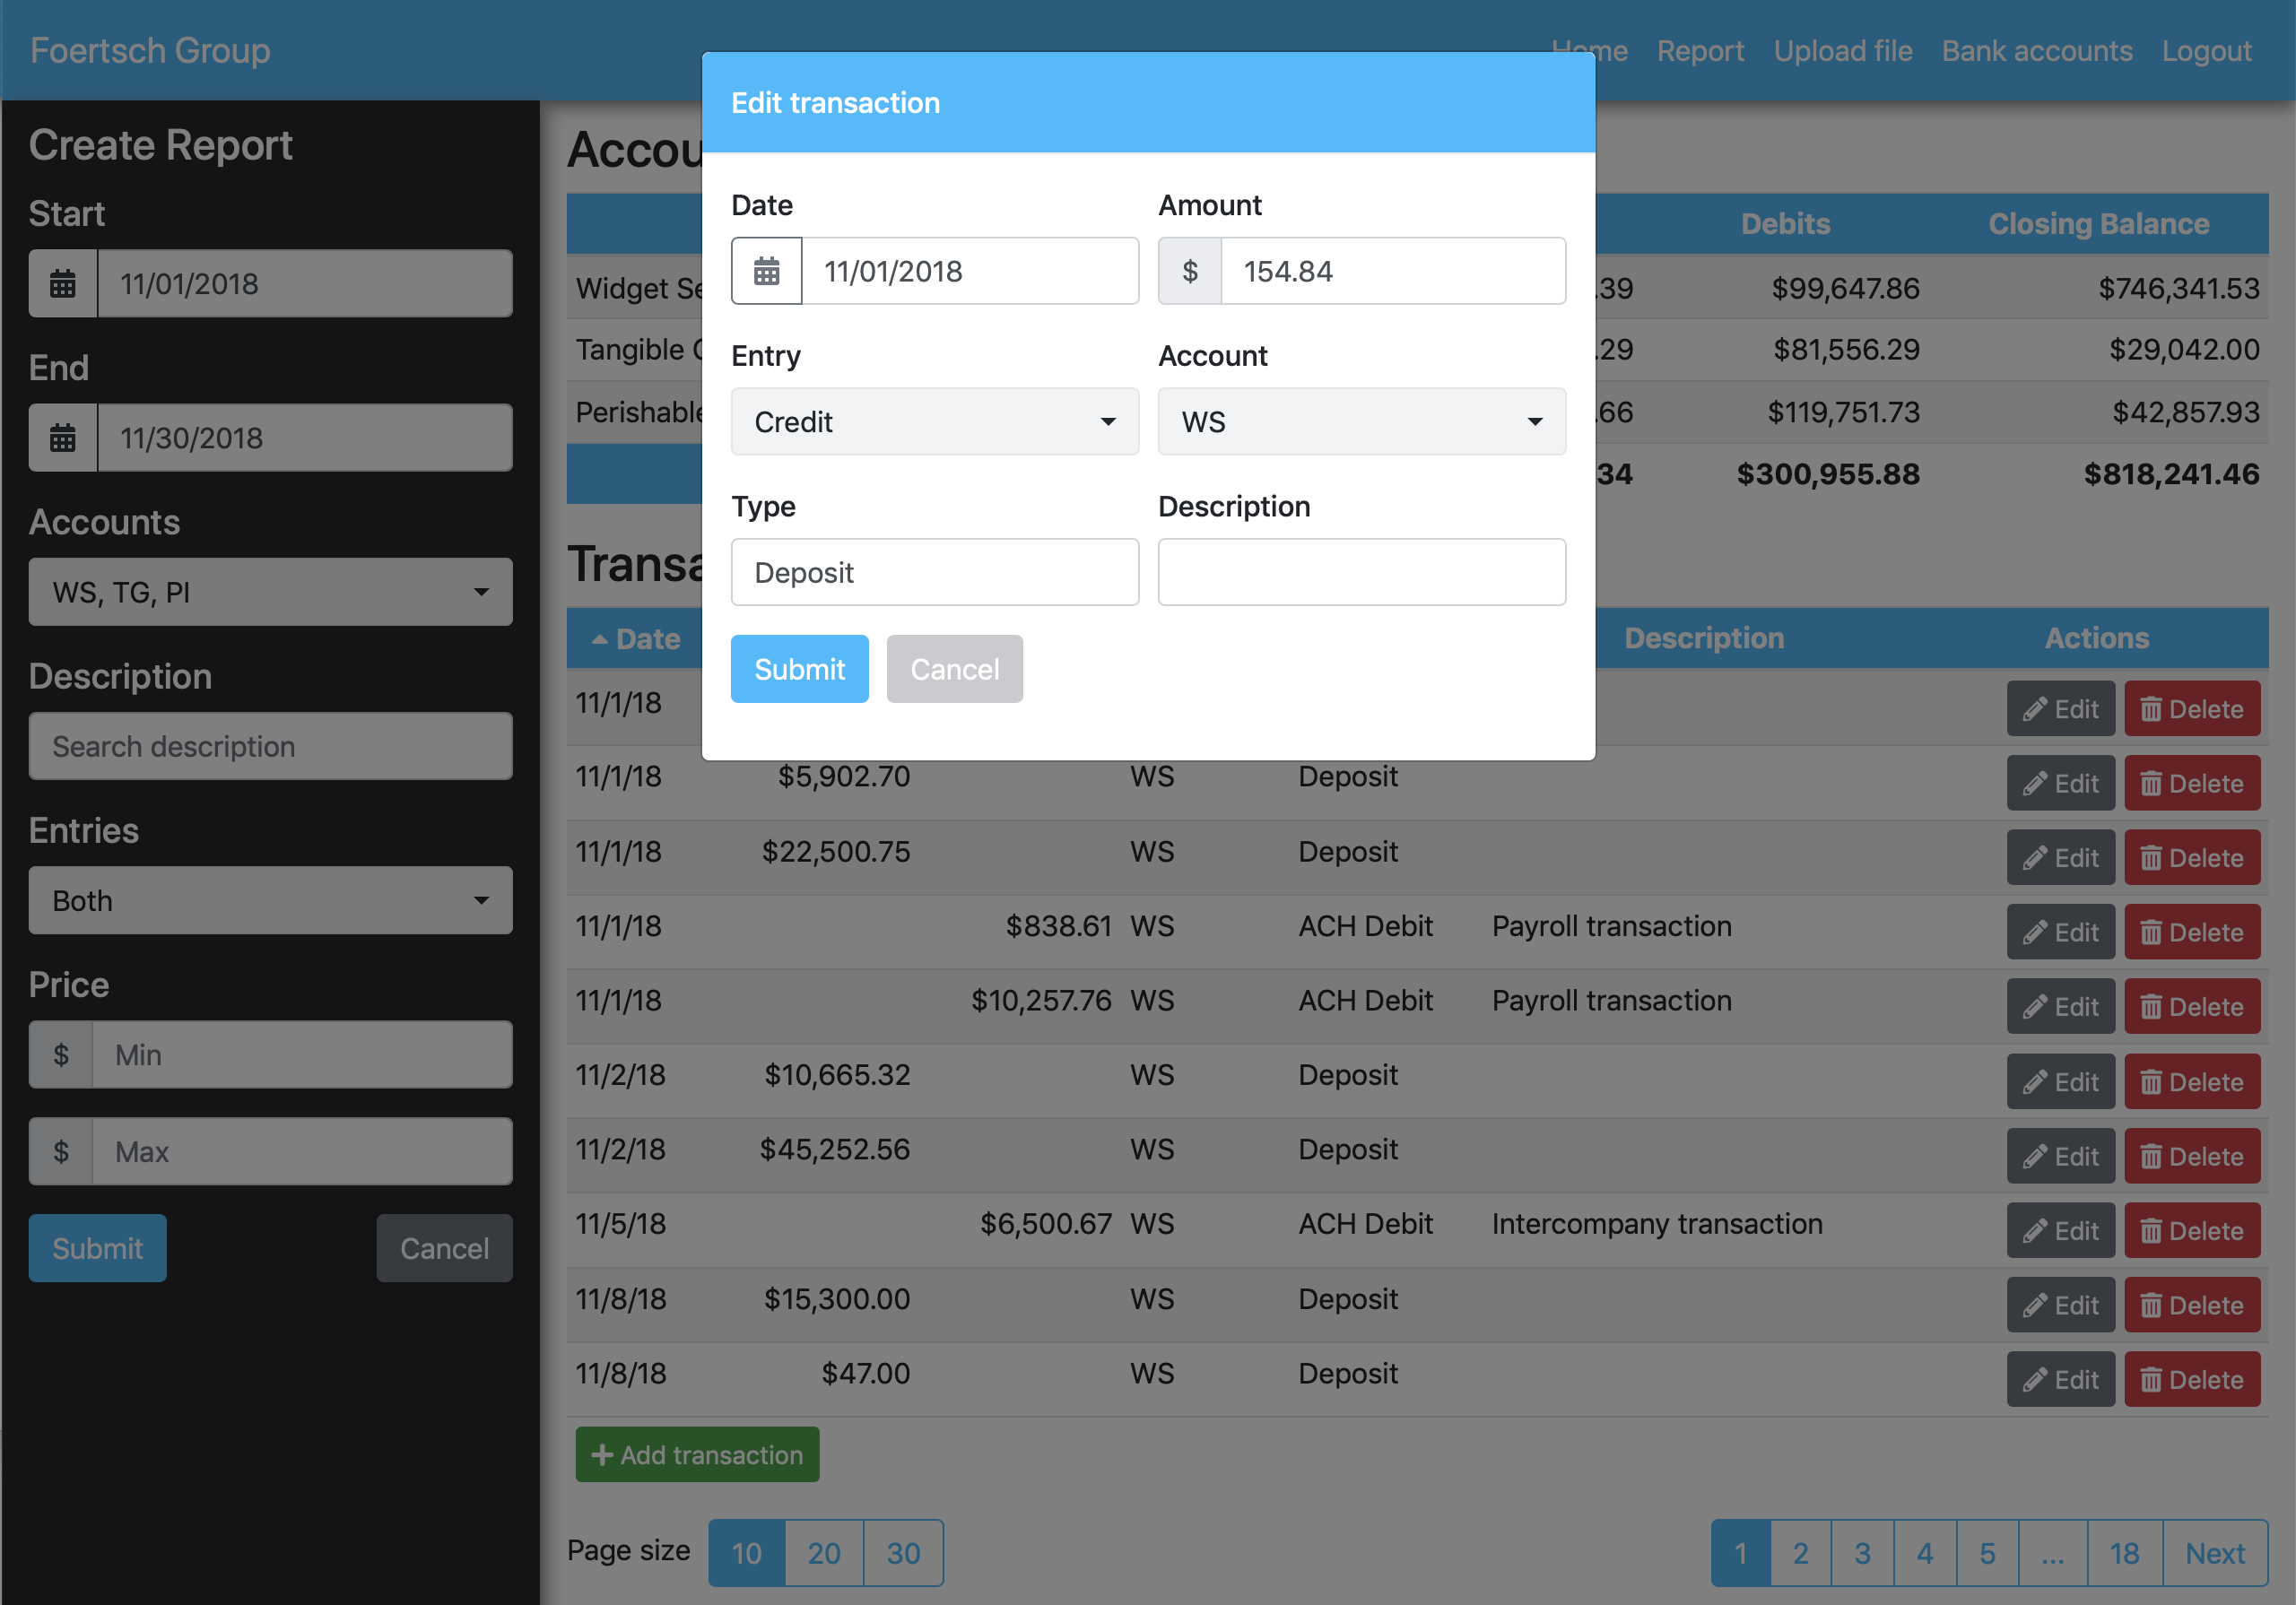 Foertsch Group
Home Report Upload file Bank accounts Logout
Create Report
Start
11/01/2018
End
11/30/2018
Accounts
WS, TG, PI
Description
Search description
Entries
Both
Price
$ Min
$ Max
Submit Cancel
Edit transaction
Date Amount
11/01/2018 $ 154.84
Entry Account
Credit WS
Type Description
Deposit
Submit Cancel
Debits Closing Balance
Widget .39 $99,647.86 $746,341.53
Tangible .29 $81,556.29 $29,042.00
Perishable .66 $119,751.73 $42,857.93
34 $300,955.88 $818,241.46
Date Description Actions
11/1/18 Edit Delete
11/1/18 $5,902.70 WS Deposit Edit Delete
11/1/18 $22,500.75 WS Deposit Edit Delete
11/1/18 $838.61 WS ACH Debit Payroll transaction Edit Delete
11/1/18 $10,257.76 WS ACH Debit Payroll transaction Edit Delete
11/2/18 $10,665.32 WS Deposit Edit Delete
11/2/18 $45,252.56 WS Deposit Edit Delete
11/5/18 $6,500.67 WS ACH Debit Intercompany transaction Edit Delete
11/8/18 $15,300.00 WS Deposit Edit Delete
11/8/18 $47.00 WS Deposit Edit Delete
Add transaction
Page size 10 20 30
1 2 3 4 5 ... 18 Next